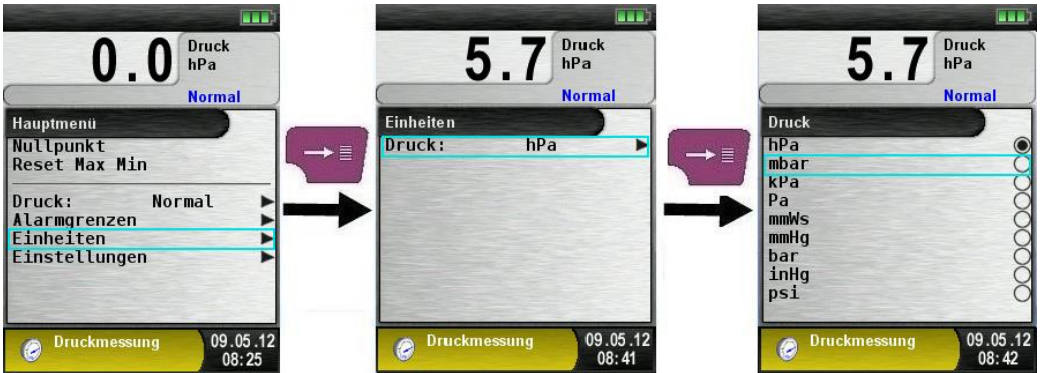 0.0
Druck
hPa
Normal
Hauptmenü
Nullpunkt
Reset Max Min
Druck: Normal
Alarmgrenzen
Einheiten
Einstellungen
Druckmessung
09.05.12
08:25
5.7
Druck
hPa
Normal
Einheiten
Druck: hPa
Druckmessung
09.05.12
08:41
5.7
Druck
hPa
Normal
Druck
hPa
mbar
kPa
Pa
mmWs
mmHg
bar
inHg
psi
Druckmessung
09.05.12
08:42